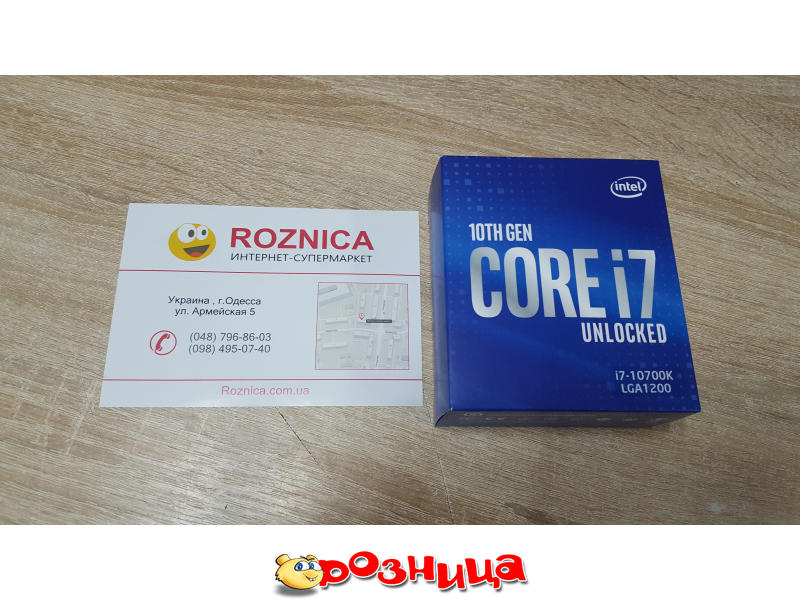 ROZNICA
ИНТЕРНЕТ-СУПЕРМАРКЕТ
Украина , г.Одесса
ул. Армейская 5
(048) 796-86-03
(098) 495-07-40
Roznica.com.ua
intel
10TH GEN
CORE i7
UNLOCKED
i7-10700K
LGA1200
розница